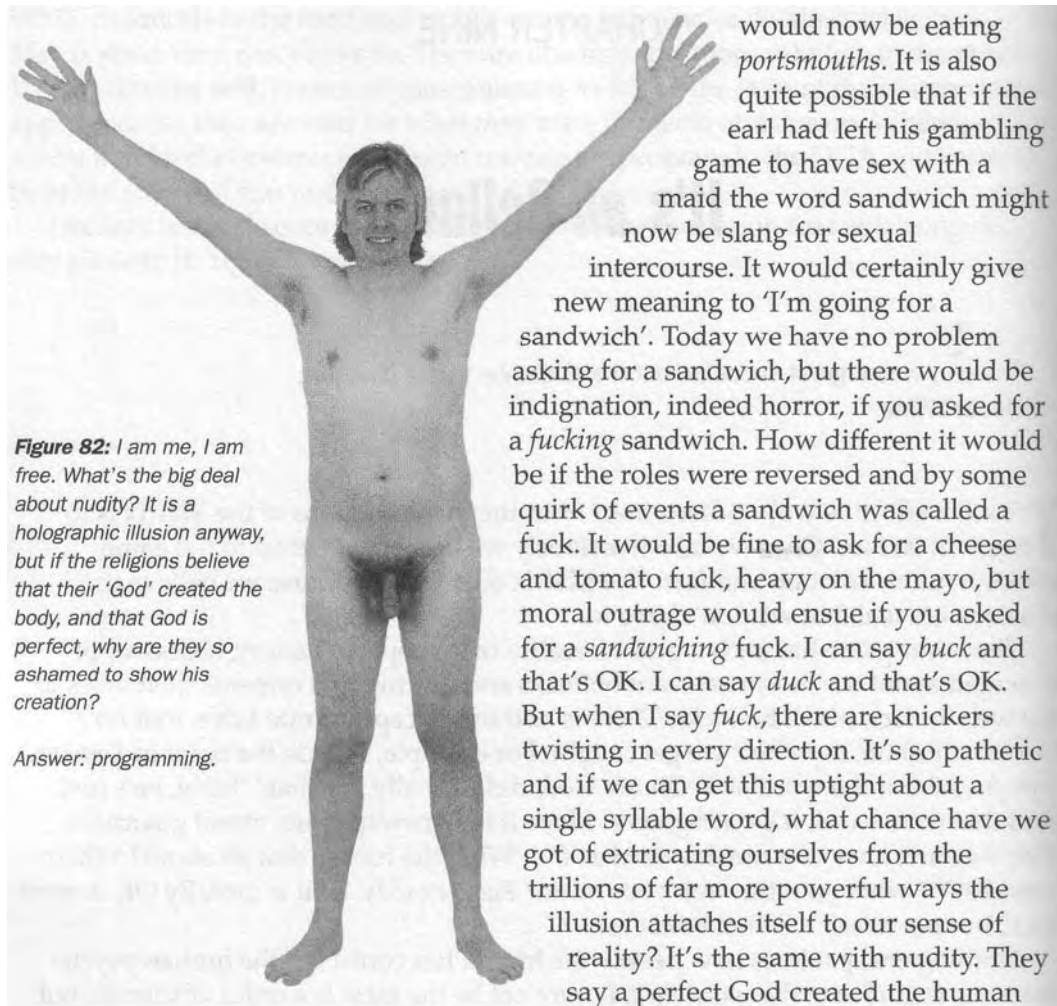 would now be eating
portsmouths. It is also
quite possible that if the
earl had left his gambling
game to have sex with a
maid the word sandwich might
now be slang for sexual
intercourse. It would certainly give
new meaning to ‘I’m going for a
sandwich’. Today we have no problem
asking for a sandwich, but there would be
indignation, indeed horror, if you asked for
a fucking sandwich. How different it would
be if the roles were reversed and by some
quirk of events a sandwich was called a
fuck. It would be fine to ask for a cheese
and tomato fuck, heavy on the mayo, but
moral outrage would ensue if you asked
for a sandwiching fuck. I can say buck and
that’s OK. I can say duck and that’s OK.
But when I say fuck, there are knickers
twisting in every direction. It’s so pathetic
and if we can get this uptight about a
single syllable word, what chance have we
got of extricating ourselves from the
trillions of far more powerful ways the
illusion attaches itself to our sense of
reality? It’s the same with nudity. They
say a perfect God created the human
Figure 82: I am me, I am
free. What’s the big deal
about nudity? It is a
holographic illusion anyway,
but if the religions believe
that their ‘God’ created the
body, and that God is
perfect, why are they so
ashamed to show his
creation?
Answer: programming.